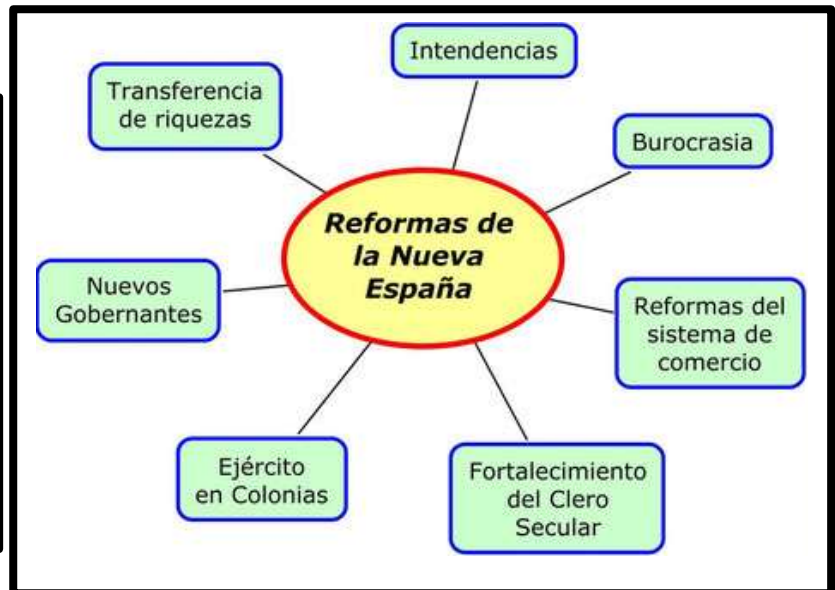 Intendencias
Transferencia
de riquezas
Burocrasia
Reformas de
la Nueva
España
Nuevos
Gobernantes
Reformas del
sistema de
comercio
Ejército
en Colonias
Fortalecimiento
del Clero
Secular